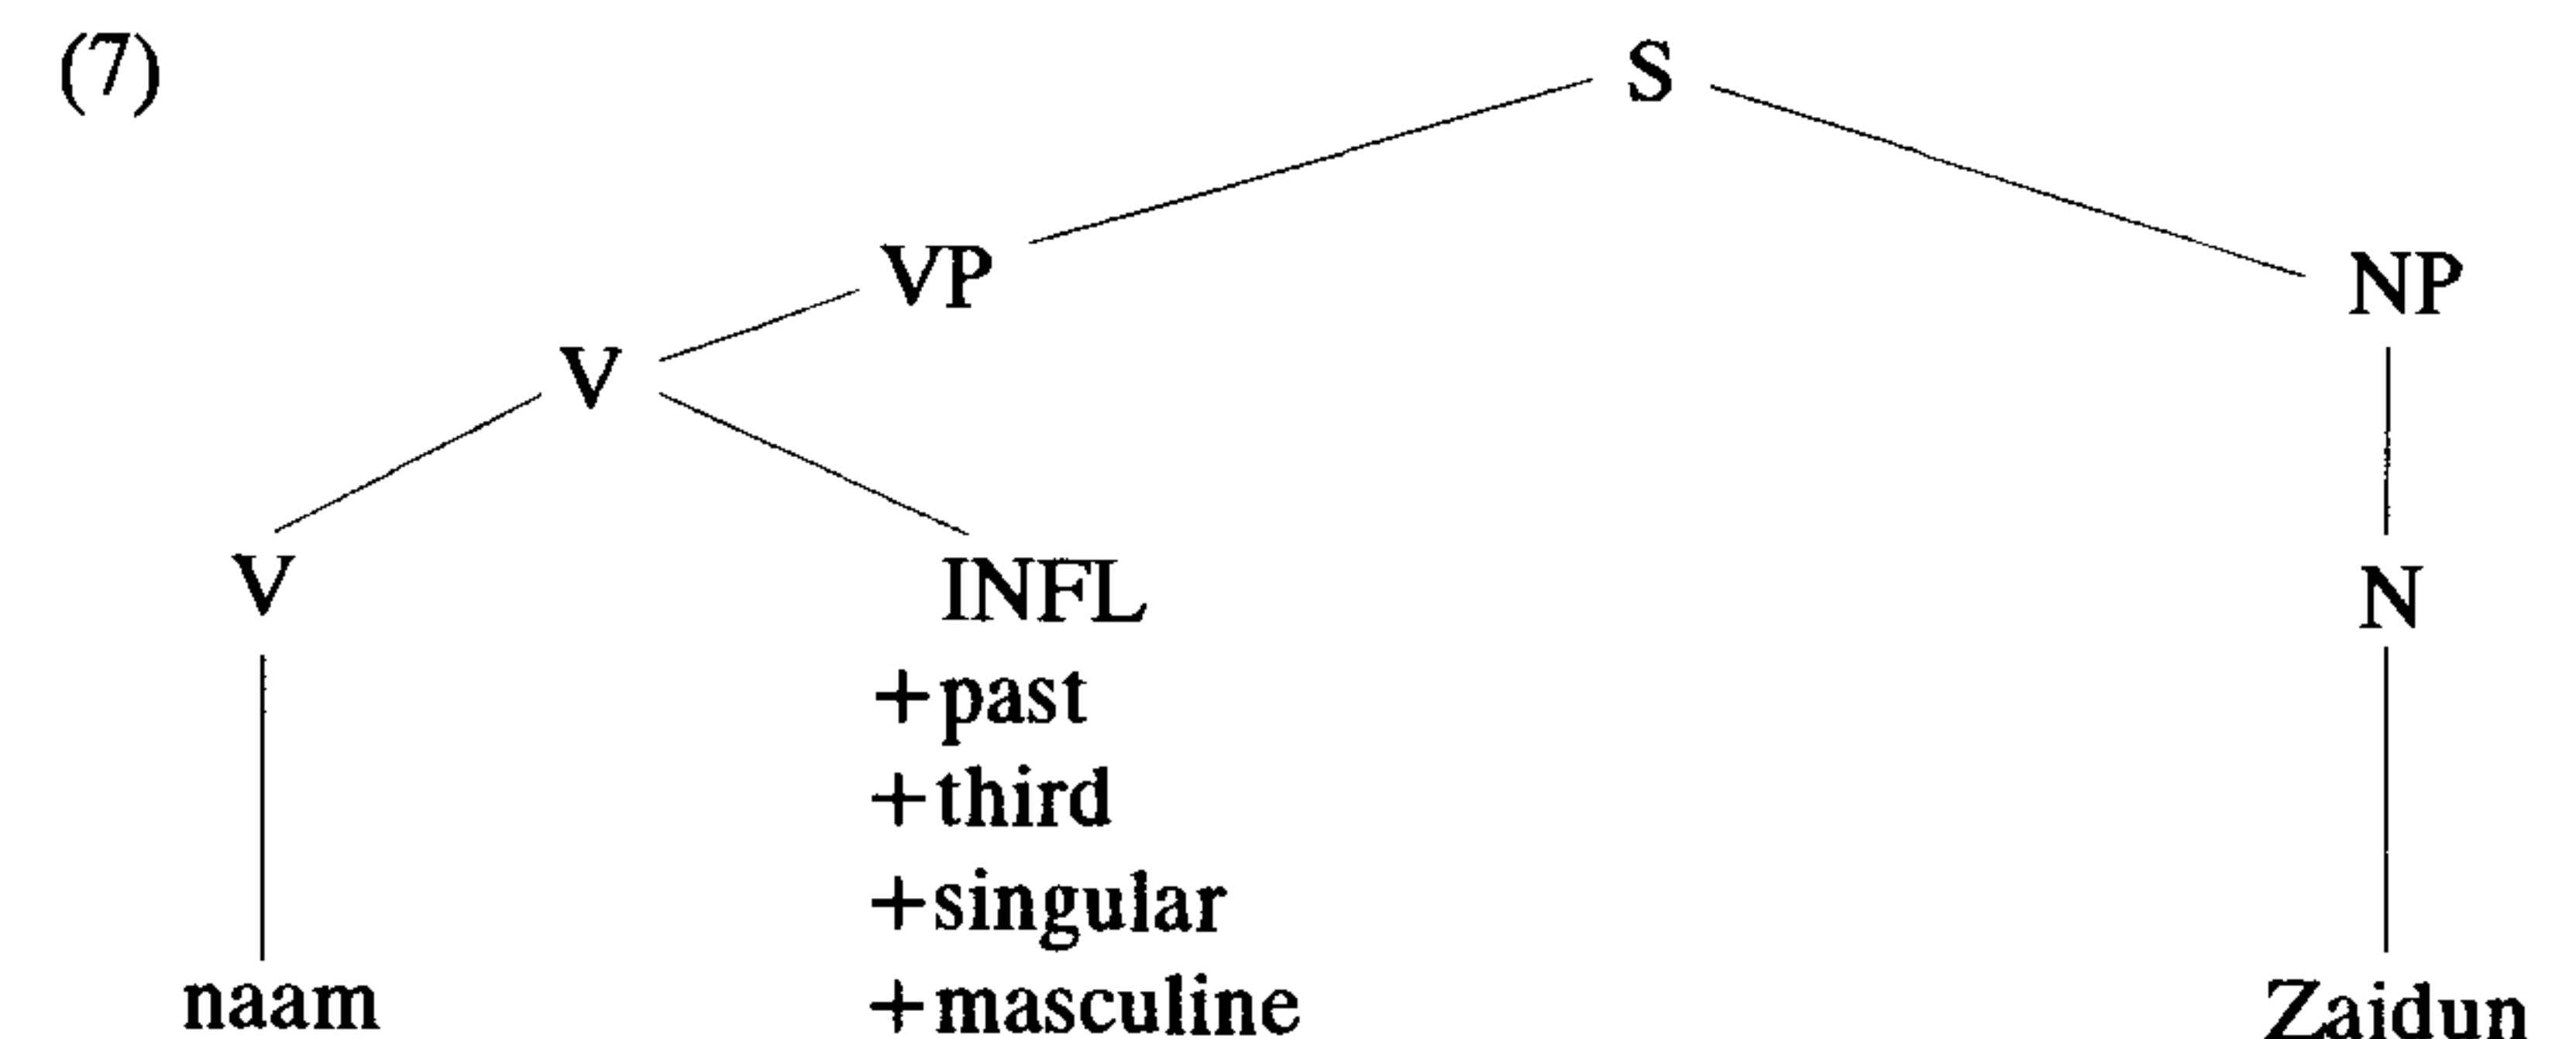 (7) S
VP NP
V
V INFL N
+past
+third
+singular
+masculine
naam Zaidun